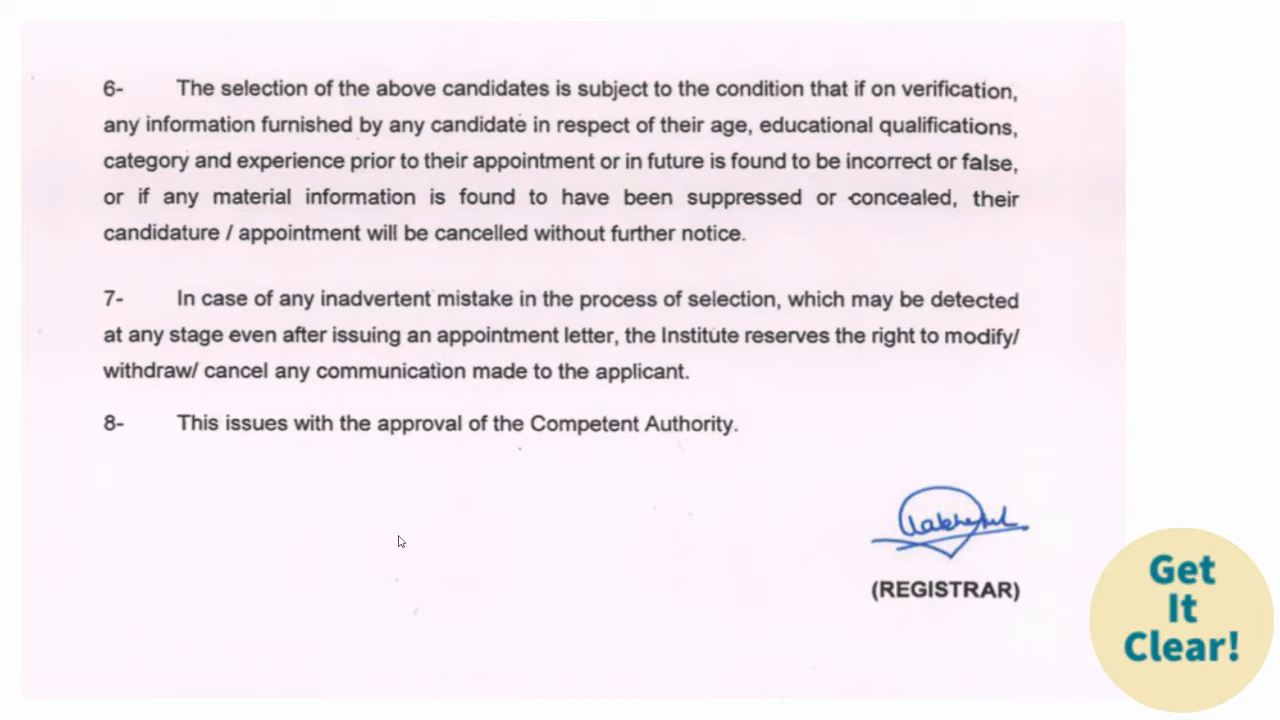 6- The selection of the above candidates is subject to the condition that if on verification,
any information furnished by any candidate in respect of their age, educational qualifications,
category and experience prior to their appointment or in future is found to be incorrect or false,
or if any material information is found to have been suppressed or concealed, their
candidature / appointment will be cancelled without further notice.
7- In case of any inadvertent mistake in the process of selection, which may be detected
at any stage even after issuing an appointment letter, the Institute reserves the right to modify/
withdraw/ cancel any communication made to the applicant.
8- This issues with the approval of the Competent Authority.
(REGISTRAR)
Get
It
Clear!